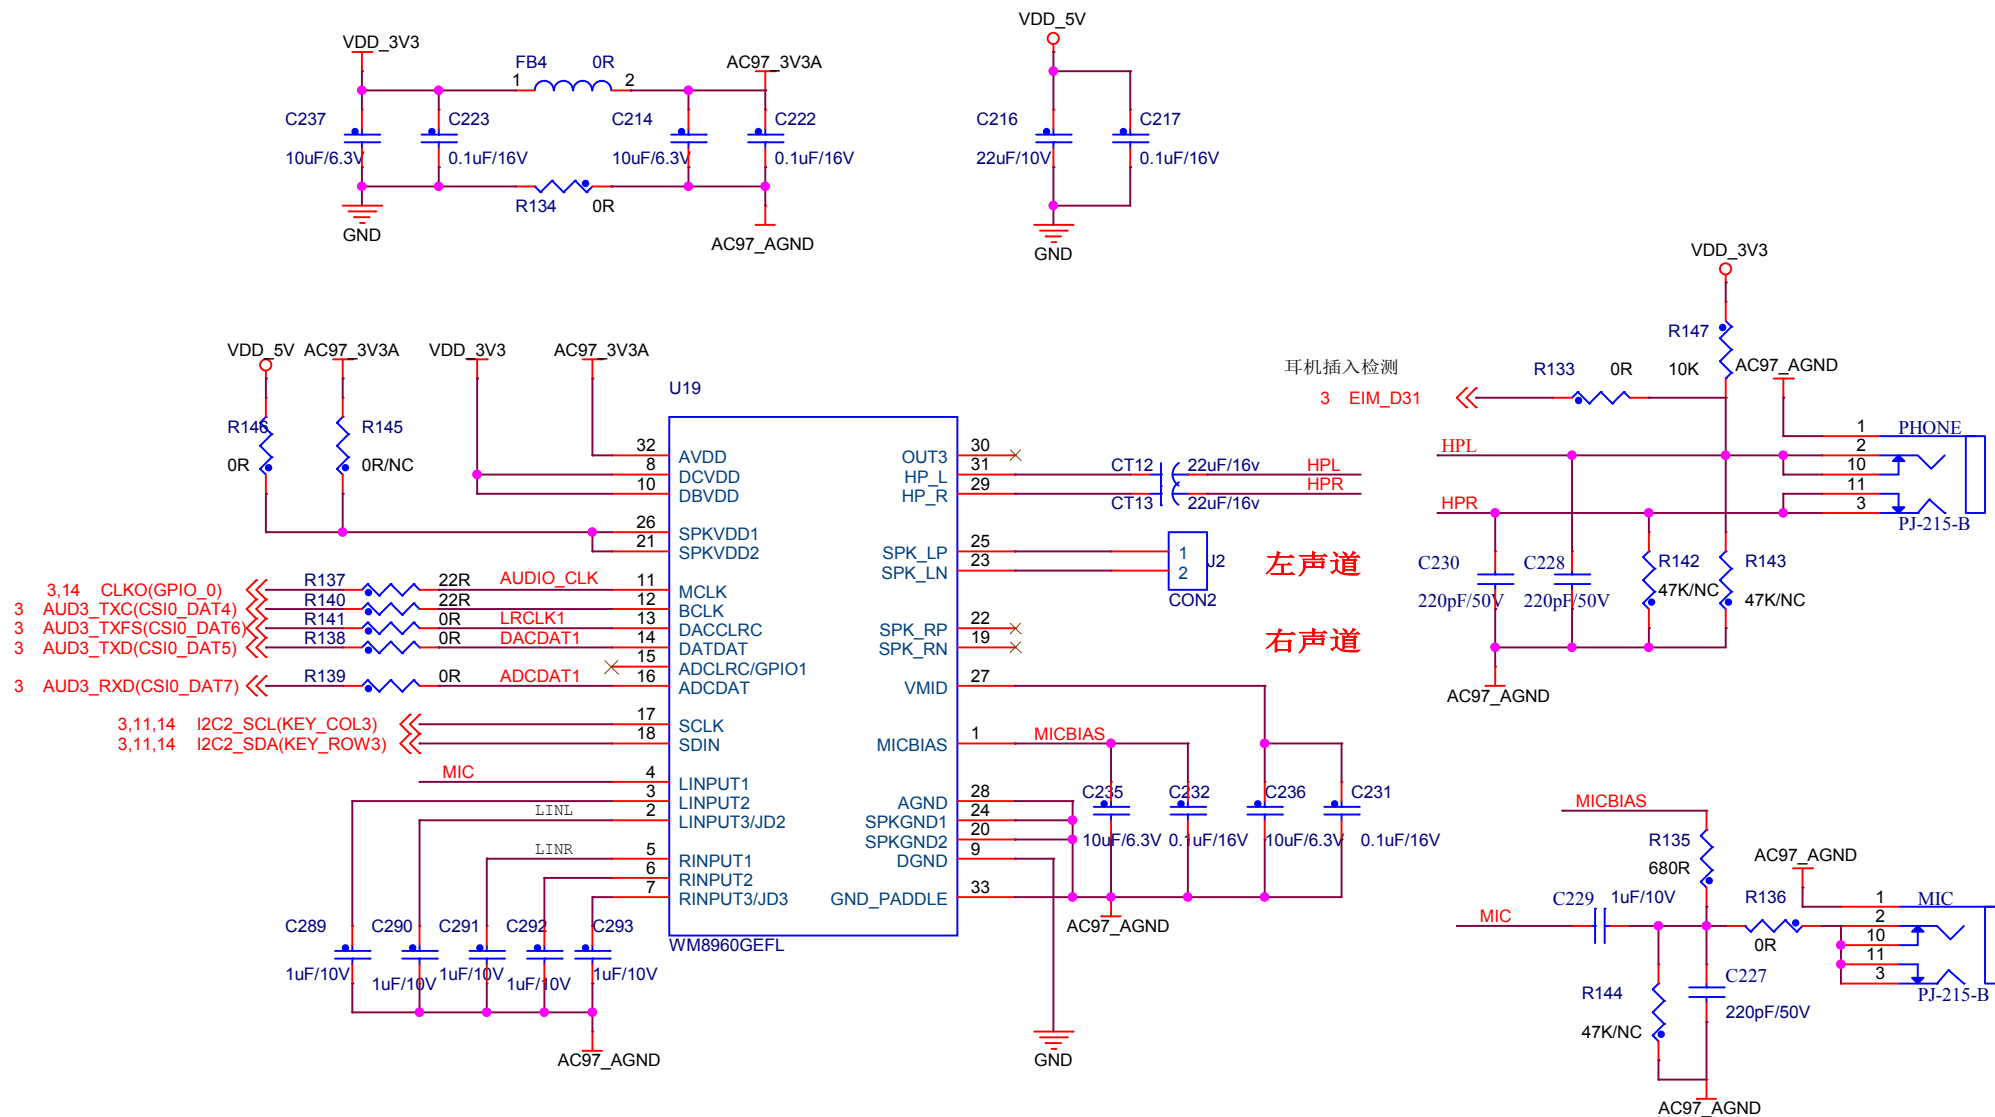 VDD_5V
VDD_3V3
FB4 0R
AC97_3V3A
1 2
C237 C223 C214 C222
10uF/6.3V 0.1uF/16V 10uF/6.3V 0.1uF/16V
R134 0R
GND
AC97_AGND
C216 C217
22uF/10V 0.1uF/16V
GND
VDD_5V AC97_3V3A VDD_3V3 AC97_3V3A
R146 R145
0R 0R/NC
U19
32 AVDD
8 DCVDD
10 DBVDD
26 SPKVDD1
21 SPKVDD2
3,14 CLKO(GPIO_0) R137 22R AUDIO_CLK 11 MCLK
3 AUD3_TXC(CSI0_DAT4) R140 22R 12 BCLK
3 AUD3_TXFS(CSI0_DAT6) R141 0R LRCLK1 13 DACCLRC
3 AUD3_TXD(CSI0_DAT5) R138 0R DACDAT1 14 DATDAT
15 ADCLRC/GPIO1
3 AUD3_RXD(CSI0_DAT7) R139 0R ADCDAT1 16 ADCDAT
3,11,14 I2C2_SCL(KEY_COL3) 17 SCLK
3,11,14 I2C2_SDA(KEY_ROW3) 18 SDIN
MIC 4 LINPUT1
3 LINPUT2
LINL 2 LINPUT3/JD2
LINR 5 RINPUT1
6 RINPUT2
7 RINPUT3/JD3
C289 C290 C291 C292 C293
1uF/10V 1uF/10V 1uF/10V 1uF/10V 1uF/10V
AC97_AGND
WM8960GEFL
OUT3 30
HP_L 31 CT12 22uF/16v HPL
HP_R 29 CT13 22uF/16v HPR
SPK_LP 25 1 J2
SPK_LN 23 2
CON2
左声道
SPK_RP 22
SPK_RN 19
右声道
VMID 27
MICBIAS 1 MICBIAS
AGND 28
SPKGND1 24
SPKGND2 20
DGND 9
GND_PADDLE 33
C235 C232 C236 C231
10uF/6.3V 0.1uF/16V 10uF/6.3V 0.1uF/16V
AC97_AGND
GND
VDD_3V3
R147
10K
耳机插入检测
3 EIM_D31 R133 0R
AC97_AGND
1 PHONE
HPL 2
10
11
HPR 3
PJ-215-B
C230 C228 R142 R143
220pF/50V 220pF/50V 47K/NC 47K/NC
AC97_AGND
MICBIAS
R135
680R
AC97_AGND
C229 1uF/10V R136 1 MIC
MIC 0R 2
10
11
3
PJ-215-B
R144 C227
47K/NC 220pF/50V
AC97_AGND